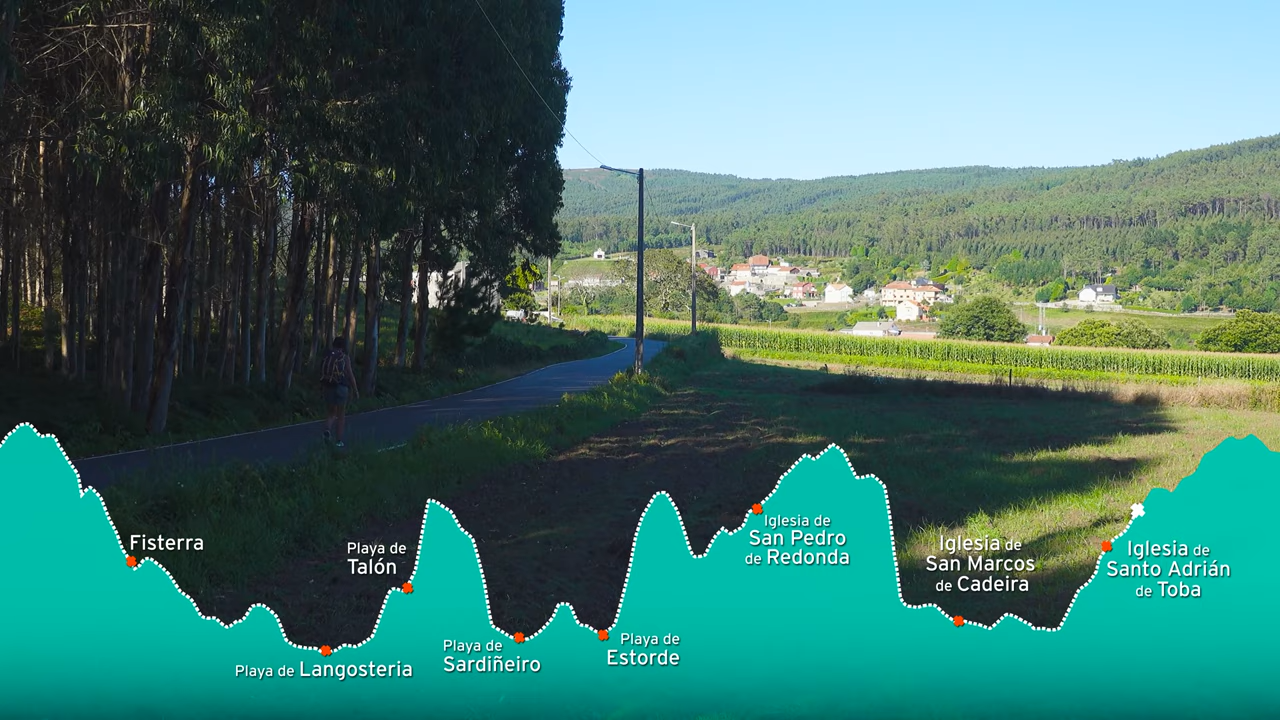 Fisterra
Playa de Langosteria
Playa de
Talón
Playa de
Sardiñeiro
Playa de
Estorde
Iglesia de
San Pedro
de Redonda
Iglesia de
San Marcos
de Cadeira
Iglesia de
Santo Adrián
de Toba